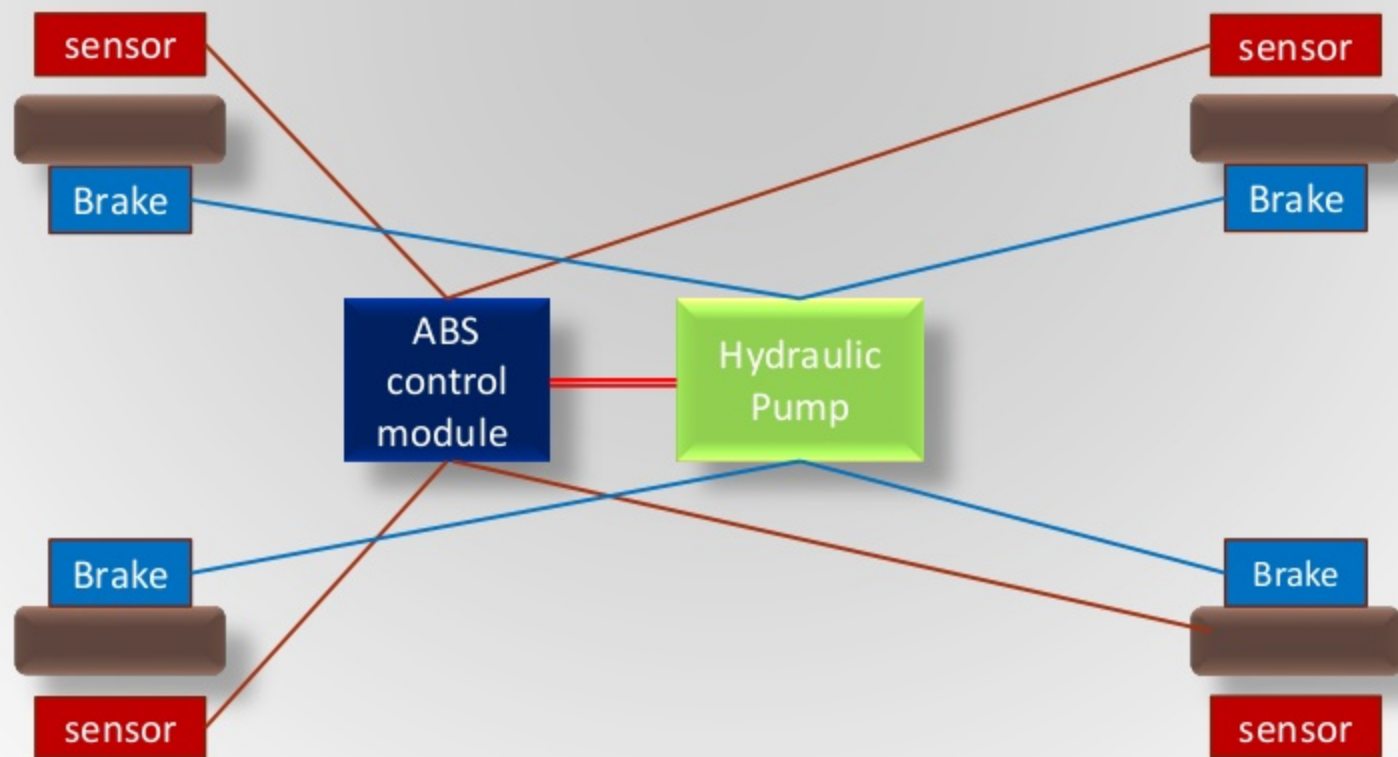 sensor
sensor
Brake
Brake
ABS
control
module
Hydraulic
Pump
Brake
Brake
sensor
sensor